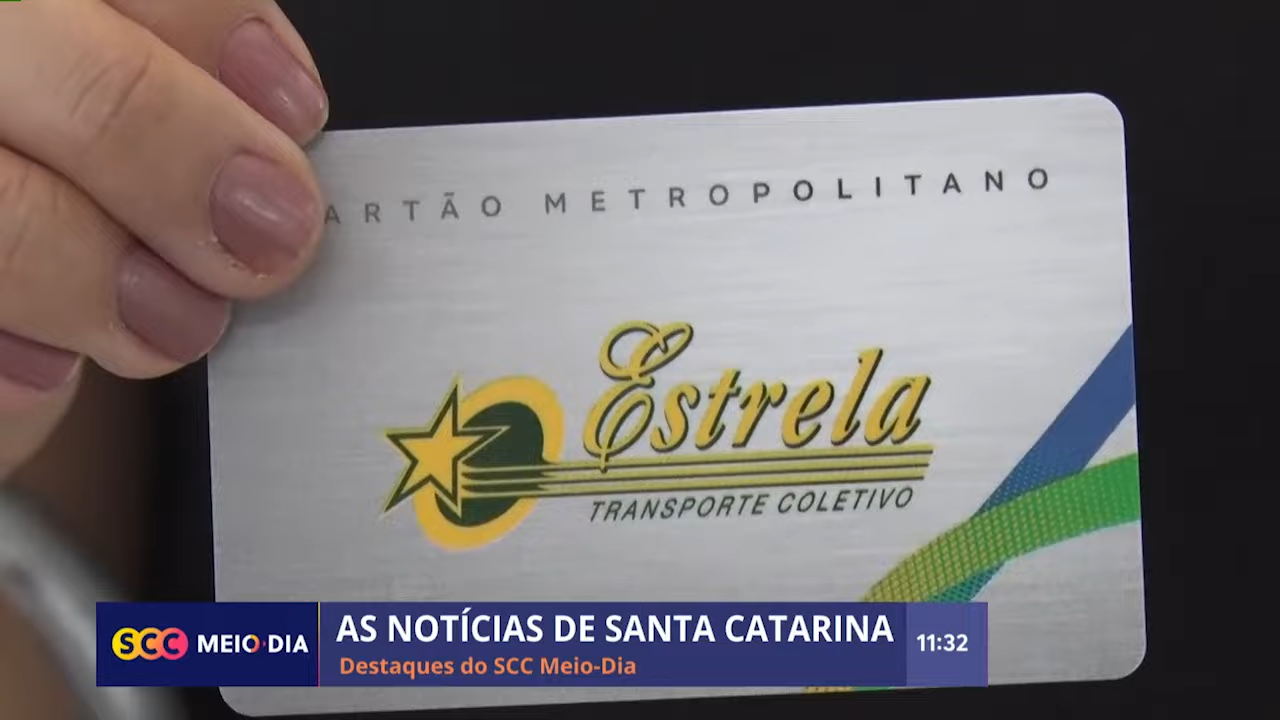 ARTÃO METROPOLITANO
Estrela
TRANSPORTE COLETIVO
SCC MEIO-DIA
AS NOTÍCIAS DE SANTA CATARINA
Destaques do SCC Meio-Dia
11:32